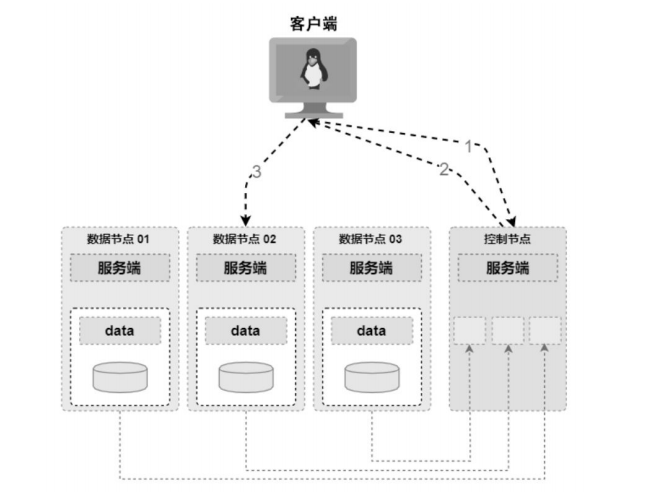 客户端
1
2
3
数据节点 01
数据节点 02
数据节点 03
控制节点
服务端
服务端
服务端
服务端
data
data
data